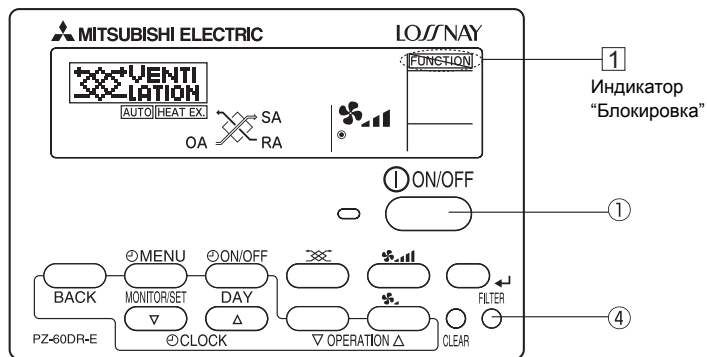 MITSUBISHI ELECTRIC
LOSSNAY
FUNCTION
1
VENTI
LATION
Индикатор
“Блокировка”
AUTO HEAT EX.
SA
OA
RA
ON/OFF
1
MENU
ON/OFF
BACK
MONITOR/SET
DAY
FILTER
4
PZ-60DR-E
CLOCK
▽ OPERATION △
CLEAR